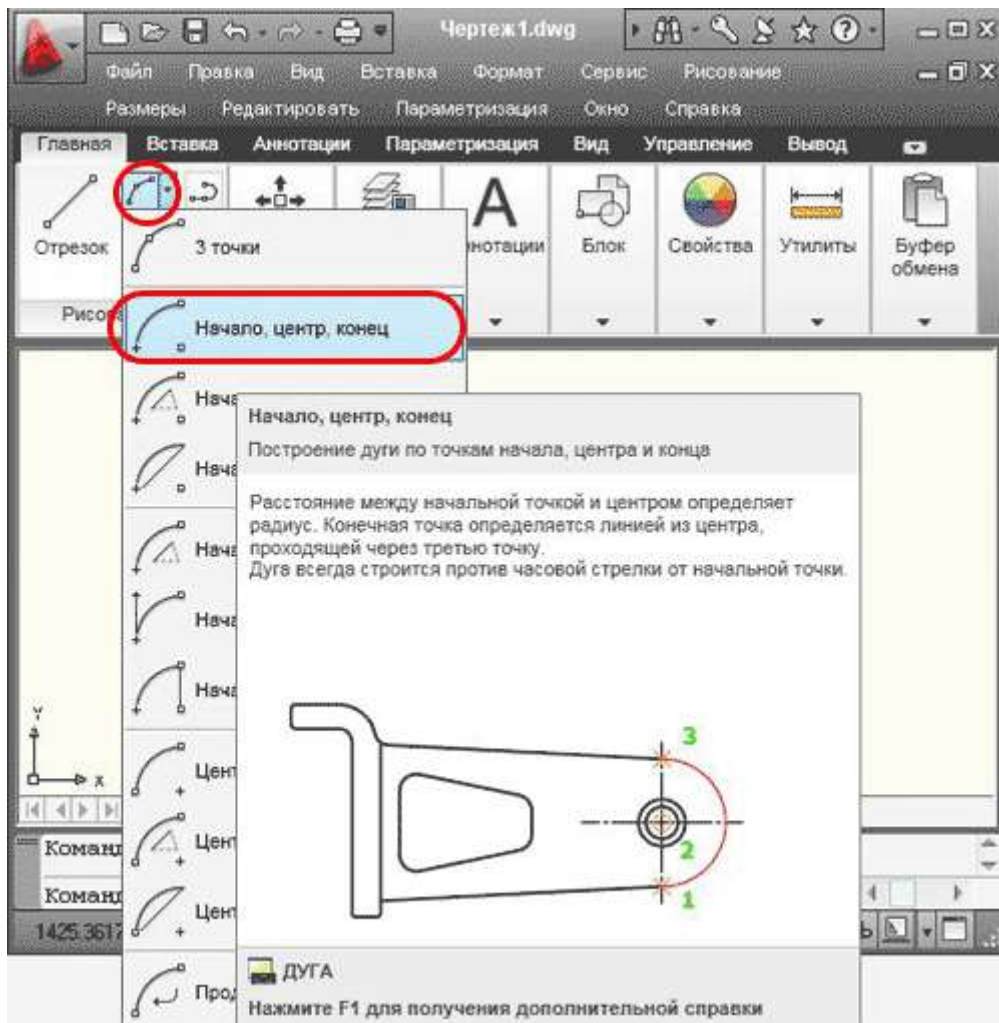 Чертеж1.dwg
Файл Правка Вид Вставка Формат Сервис Рисование
Размеры Редактировать Параметризация Окно Справка
Главная Вставка Аннотации Параметризация Вид Управление Вывод
Отрезок
Блок Свойства Утилиты Буфер обмена
3 точки
Начало, центр, конец
Начало, центр, конец
Построение дуги по точкам начала, центра и конца
Расстояние между начальной точкой и центром определяет
радиус. Конечная точка определяется линией из центра,
проходящей через третью точку.
Дуга всегда строится против часовой стрелки от начальной точки.
3
2
1
Y
X
1425.3617
ДУГА
Нажмите F1 для получения дополнительной справки